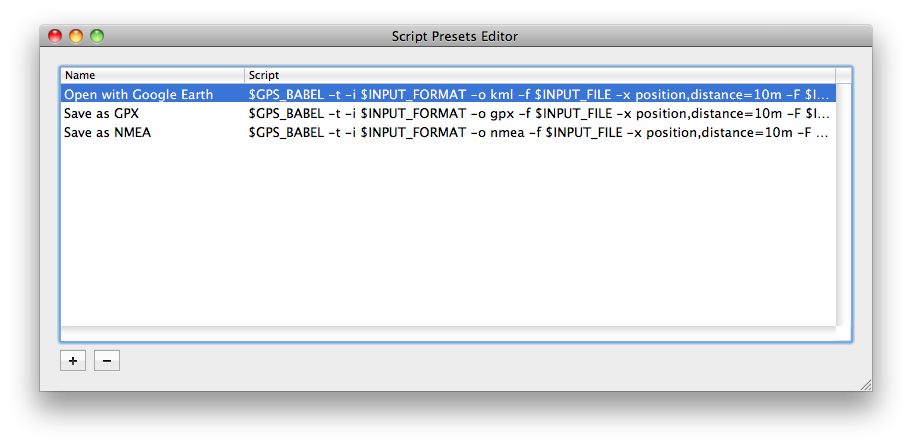 Script Presets Editor
Name Script
Open with Google Earth $GPS_BABEL -t -i $INPUT_FORMAT -o kml -f $INPUT_FILE -x position,distance=10m -F $I...
Save as GPX $GPS_BABEL -t -i $INPUT_FORMAT -o gpx -f $INPUT_FILE -x position,distance=10m -F $I...
Save as NMEA $GPS_BABEL -t -i $INPUT_FORMAT -o nmea -f $INPUT_FILE -x position,distance=10m -F ...
+ −